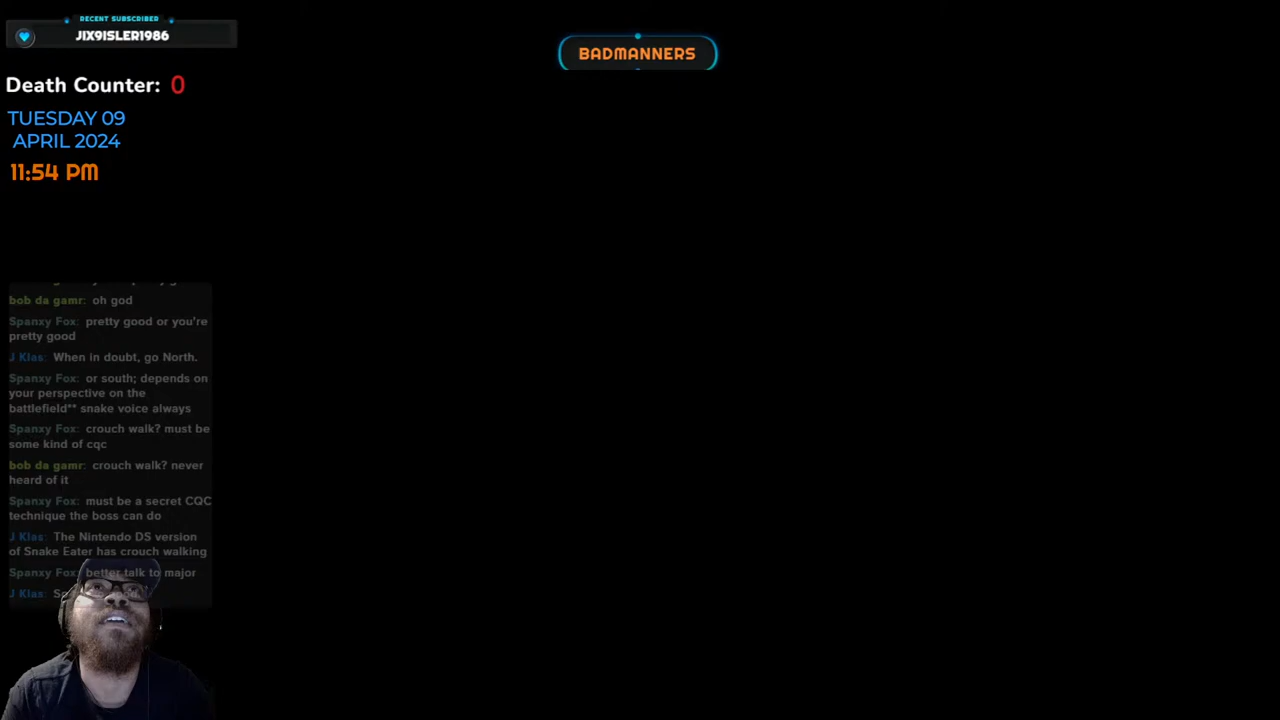 RECENT SUBSCRIBER
JIX9ISLER1986
BADMANNERS
Death Counter: 0
TUESDAY 09
APRIL 2024
11:54 PM
bob da gamr: oh god
Spanxy Fox: pretty good or you're
pretty good
J Klas: When in doubt, go North.
Spanxy Fox: or south; depends on
your perspective on the
battlefield** snake voice always
Spanxy Fox: crouch walk? must be
some kind of cqc
bob da gamr: crouch walk? never
heard of it
Spanxy Fox: must be a secret CQC
technique the boss can do
J Klas: The Nintendo DS version
of Snake Eater has crouch walking
Spanxy Fox: better talk to major
J Klas: